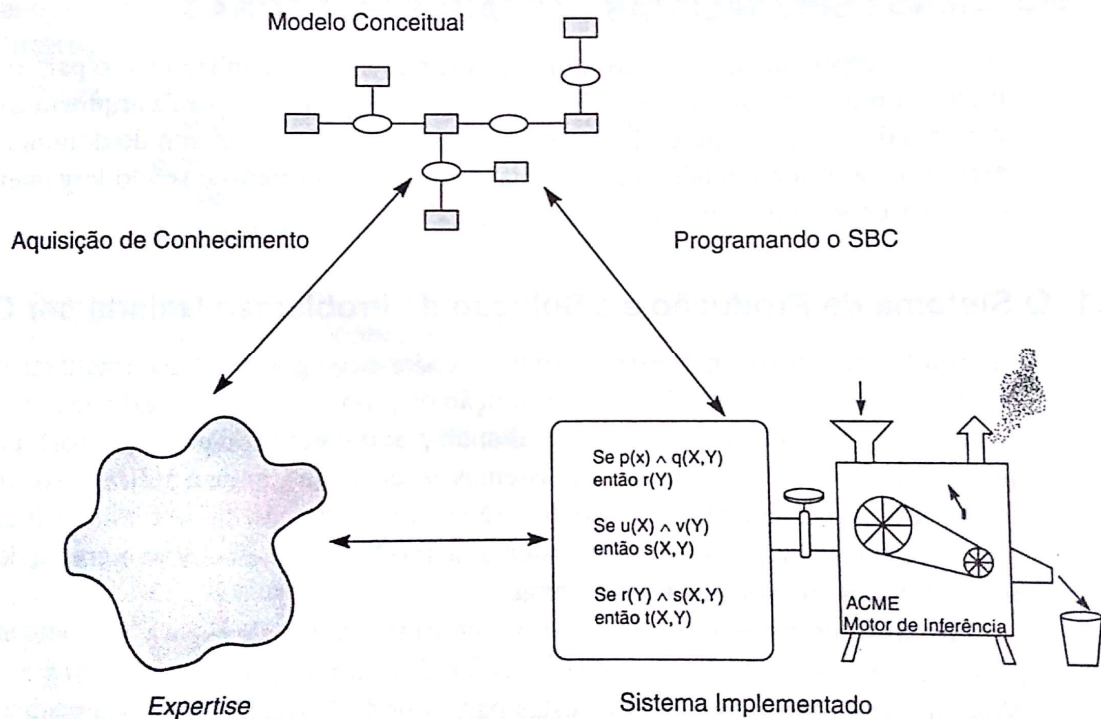 Modelo Conceitual
Aquisição de Conhecimento
Programando o SBC
Se p(x) ∧ q(X,Y)
então r(Y)
Se u(X) ∧ v(Y)
então s(X,Y)
Se r(Y) ∧ s(X,Y)
então t(X,Y)
ACME
Motor de Inferência
Expertise
Sistema Implementado